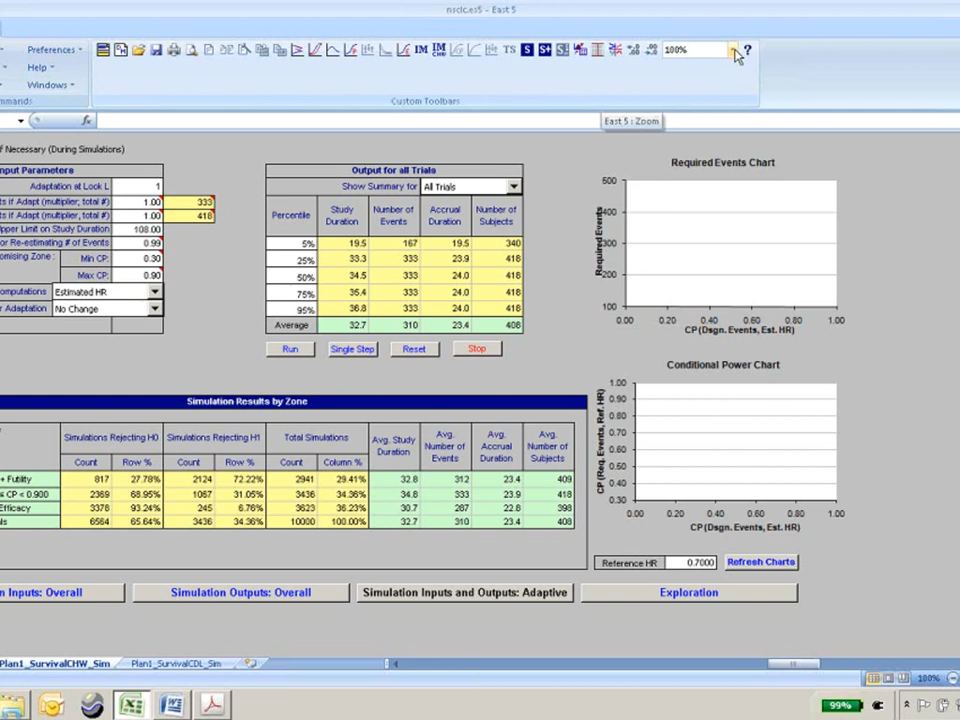 nsclc.es5 - East 5
Preferences
Help
Windows
IM IM TS S S+ 100% ?
mmands
Custom Toolbars
fx
East 5 : Zoom
f Necessary (During Simulations)
nput Parameters
Adaptation at Look L 1
ts if Adapt (multiplier, total #) 1.00 333
ts if Adapt (multiplier; total #) 1.00 418
Upper Limit on Study Duration 108.00
or Re-estimating # of Events 0.99
omising Zone : Min CP: 0.30
Max CP: 0.90
mputations Estimated HR
r Adaptation No Change
Output for all Trials
Show Summary for All Trials
Percentile Study Duration Number of Events Accrual Duration Number of Subjects
5% 19.5 167 19.5 340
25% 33.3 333 23.9 418
50% 34.5 333 24.0 418
75% 35.4 333 24.0 418
95% 36.8 333 24.0 418
Average 32.7 310 23.4 408
Run Single Step Reset Stop
Required Events Chart
Required Events
500
300
200
100
0.00 0.20 0.40 0.60 0.80 1.00
CP (Dsgn. Events, Est. HR)
Conditional Power Chart
CP (Req. Events, Ref. HR)
1.00
0.90
0.80
0.70
0.60
0.50
0.40
0.30
0.00 0.20 0.40 0.60 0.80 1.00
CP (Dsgn. Events, Est. HR)
Simulation Results by Zone
Simulations Rejecting H0 Simulations Rejecting H1 Total Simulations Avg. Study Duration Avg. Number of Events Avg. Accrual Duration Avg. Number of Subjects
Count Row % Count Row % Count Column %
+ Futility 817 27.78% 2124 72.22% 2941 29.41% 32.8 312 23.4 409
≤ CP < 0.900 2369 68.95% 1067 31.05% 3436 34.36% 34.8 333 23.9 418
Efficacy 3378 93.24% 245 6.76% 3623 36.23% 30.7 287 22.8 398
ls 6564 65.64% 3436 34.36% 10000 100.00% 32.7 310 23.4 408
Reference HR 0.7000 Refresh Charts
n Inputs: Overall Simulation Outputs: Overall Simulation Inputs and Outputs: Adaptive Exploration
Plan1_SurvivalCHW_Sim Plan1_SurvivalCDL_Sim
100%
99%